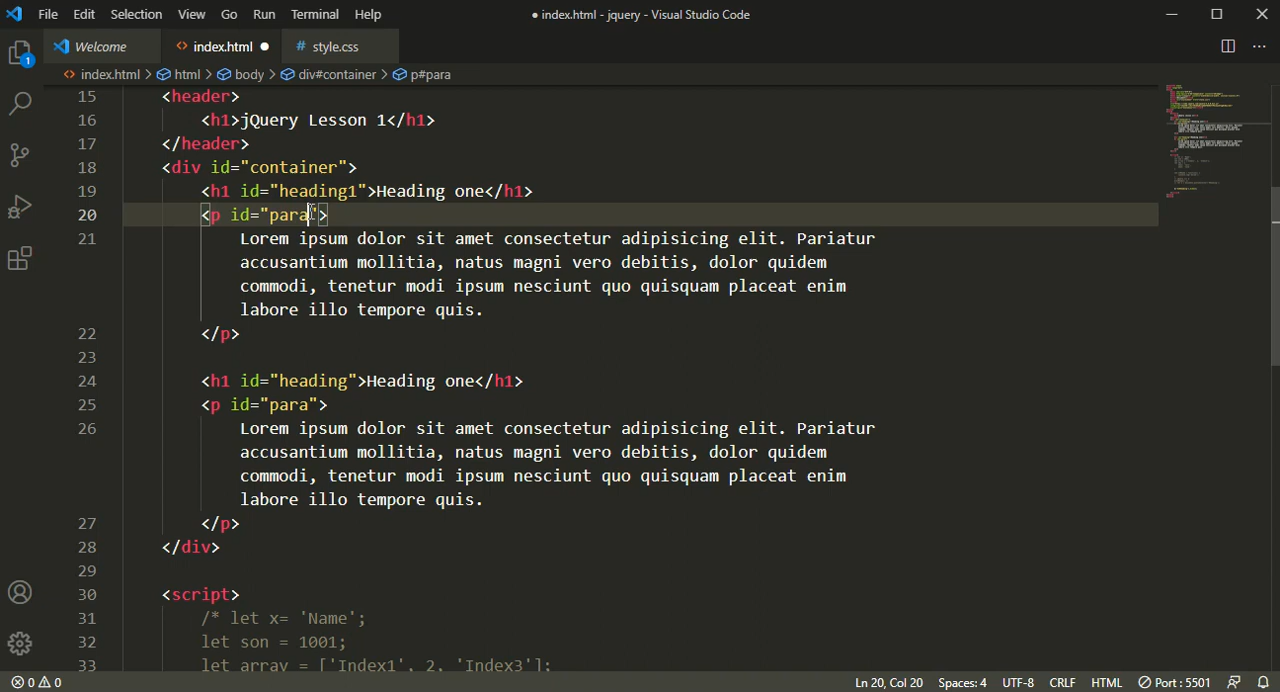 File Edit Selection View Go Run Terminal Help ● index.html - jquery - Visual Studio Code
Welcome index.html ● # style.css
index.html > html > body > div#container > p#para
1
15 <header>
16 <h1>jQuery Lesson 1</h1>
17 </header>
18 <div id="container">
19 <h1 id="heading1">Heading one</h1>
20 <p id="para">
21 Lorem ipsum dolor sit amet consectetur adipisicing elit. Pariatur
accusantium mollitia, natus magni vero debitis, dolor quidem
commodi, tenetur modi ipsum nesciunt quo quisquam placeat enim
labore illo tempore quis.
22 </p>
23
24 <h1 id="heading">Heading one</h1>
25 <p id="para">
26 Lorem ipsum dolor sit amet consectetur adipisicing elit. Pariatur
accusantium mollitia, natus magni vero debitis, dolor quidem
commodi, tenetur modi ipsum nesciunt quo quisquam placeat enim
labore illo tempore quis.
27 </p>
28 </div>
29
30 <script>
31 /* let x= 'Name';
32 let son = 1001;
33 let array = ['Index1', 2, 'Index3'];
0 0 Ln 20, Col 20 Spaces: 4 UTF-8 CRLF HTML Port : 5501